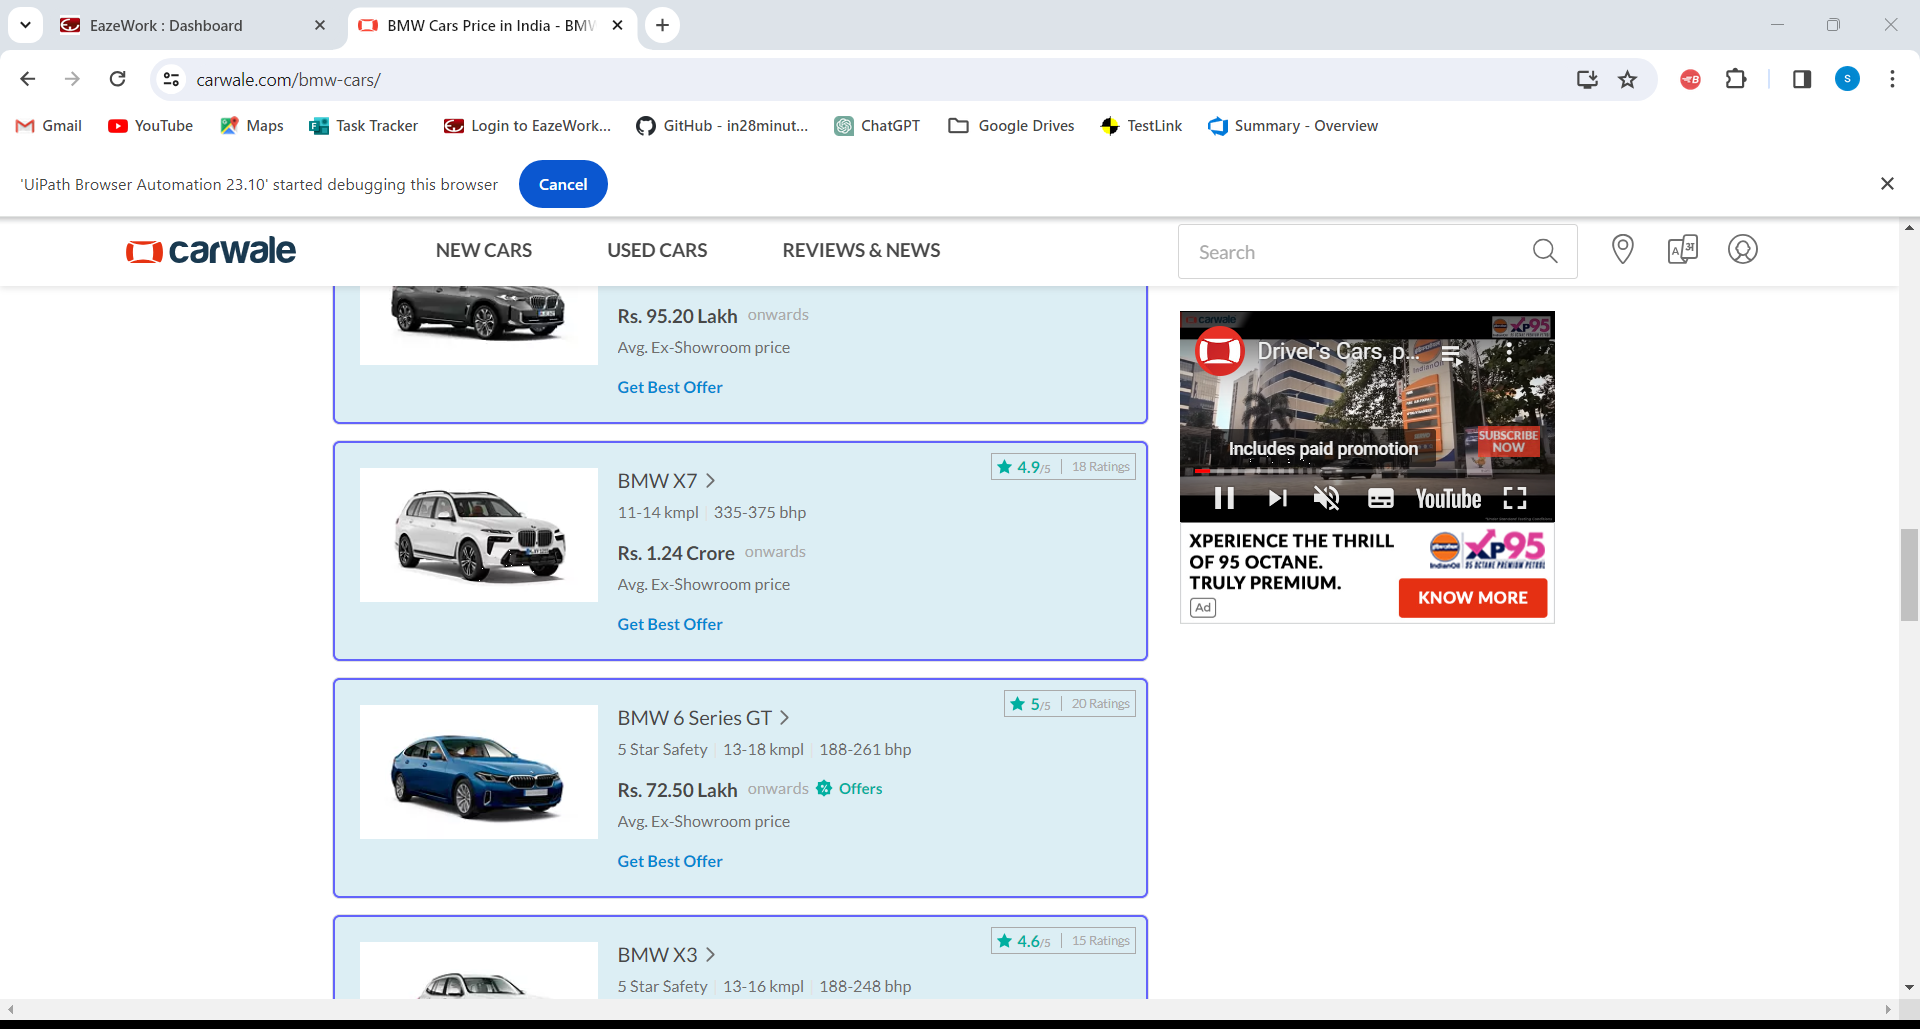 EazeWork : Dashboard
BMW Cars Price in India - BMW
carwale.com/bmw-cars/
S
Gmail
YouTube
Maps
Task Tracker
Login to EazeWork...
GitHub - in28minut...
ChatGPT
Google Drives
TestLink
Summary - Overview
'UiPath Browser Automation 23.10' started debugging this browser
Cancel
carwale
NEW CARS
USED CARS
REVIEWS & NEWS
Search
Rs. 95.20 Lakh onwards
Avg. Ex-Showroom price
Get Best Offer
BMW X7
4.9/5 | 18 Ratings
11-14 kmpl | 335-375 bhp
Rs. 1.24 Crore onwards
Avg. Ex-Showroom price
Get Best Offer
BMW 6 Series GT
5/5 | 20 Ratings
5 Star Safety | 13-18 kmpl | 188-261 bhp
Rs. 72.50 Lakh onwards Offers
Avg. Ex-Showroom price
Get Best Offer
BMW X3
4.6/5 | 15 Ratings
5 Star Safety | 13-16 kmpl | 188-248 bhp
carwale
XP95
Driver's Cars, p...
IndianOil
SUBSCRIBE
NOW
Includes paid promotion
YouTube
XPERIENCE THE THRILL
OF 95 OCTANE.
TRULY PREMIUM.
Ad
IndianOil
XP95
95 OCTANE PREMIUM PETROL
KNOW MORE